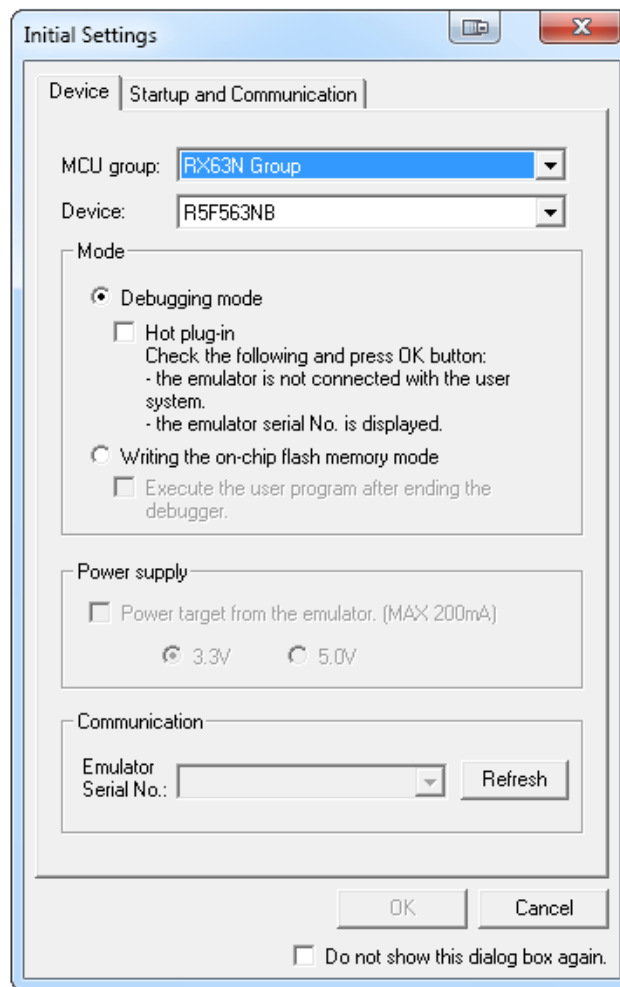 Initial Settings
Device
Startup and Communication
MCU group: RX63N Group
Device: R5F563NB
Mode
Debugging mode
Hot plug-in
Check the following and press OK button:
- the emulator is not connected with the user
system.
- the emulator serial No. is displayed.
Writing the on-chip flash memory mode
Execute the user program after ending the
debugger.
Power supply
Power target from the emulator. (MAX 200mA)
3.3V 5.0V
Communication
Emulator
Serial No.:
Refresh
OK Cancel
Do not show this dialog box again.